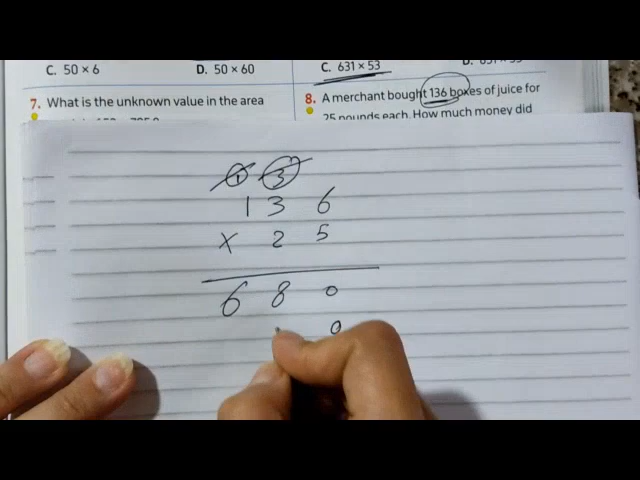 C. 50 × 6
D. 50 × 60
C. 631 × 53
D.
7. What is the unknown value in the area
8. A merchant bought 136 boxes of juice for
25 pounds each. How much money did
1 3
1 3 6
× 2 5
6 8 0
0